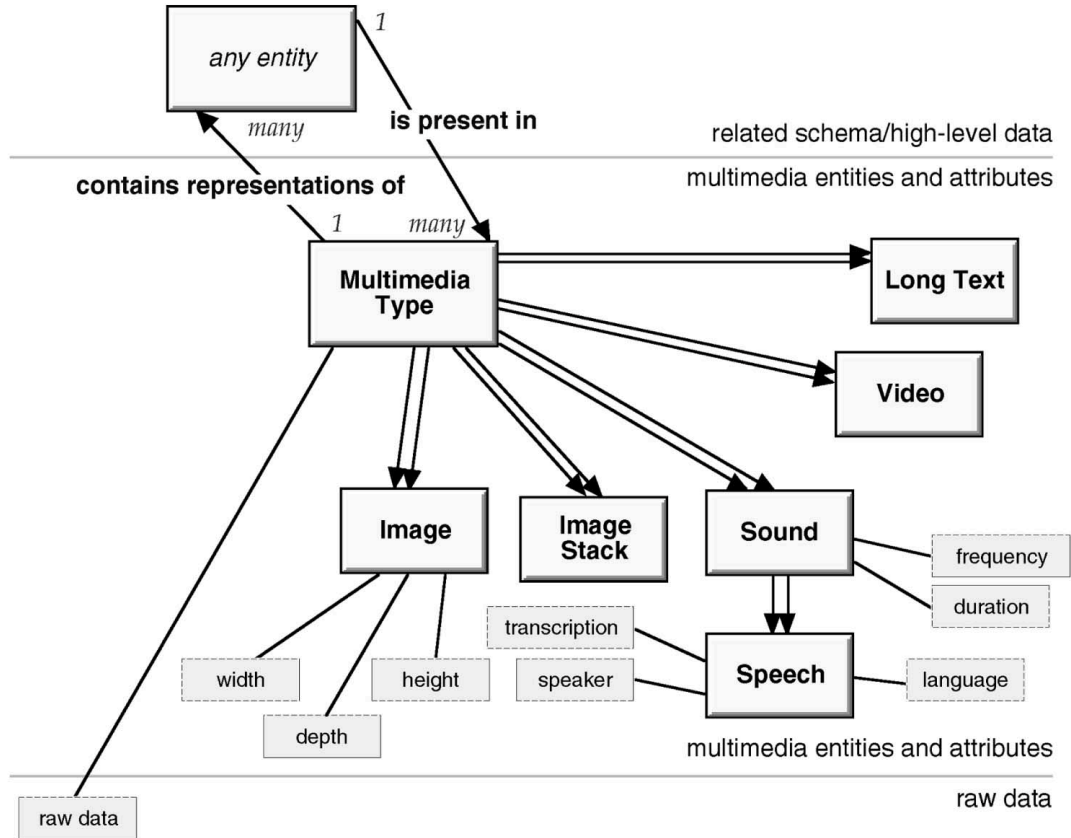 any entity
1
is present in
many
related schema/high-level data
multimedia entities and attributes
contains representations of
1
many
Multimedia
Type
Long Text
Video
Image
Image
Stack
Sound
frequency
duration
transcription
speaker
Speech
language
width
height
depth
multimedia entities and attributes
raw data
raw data